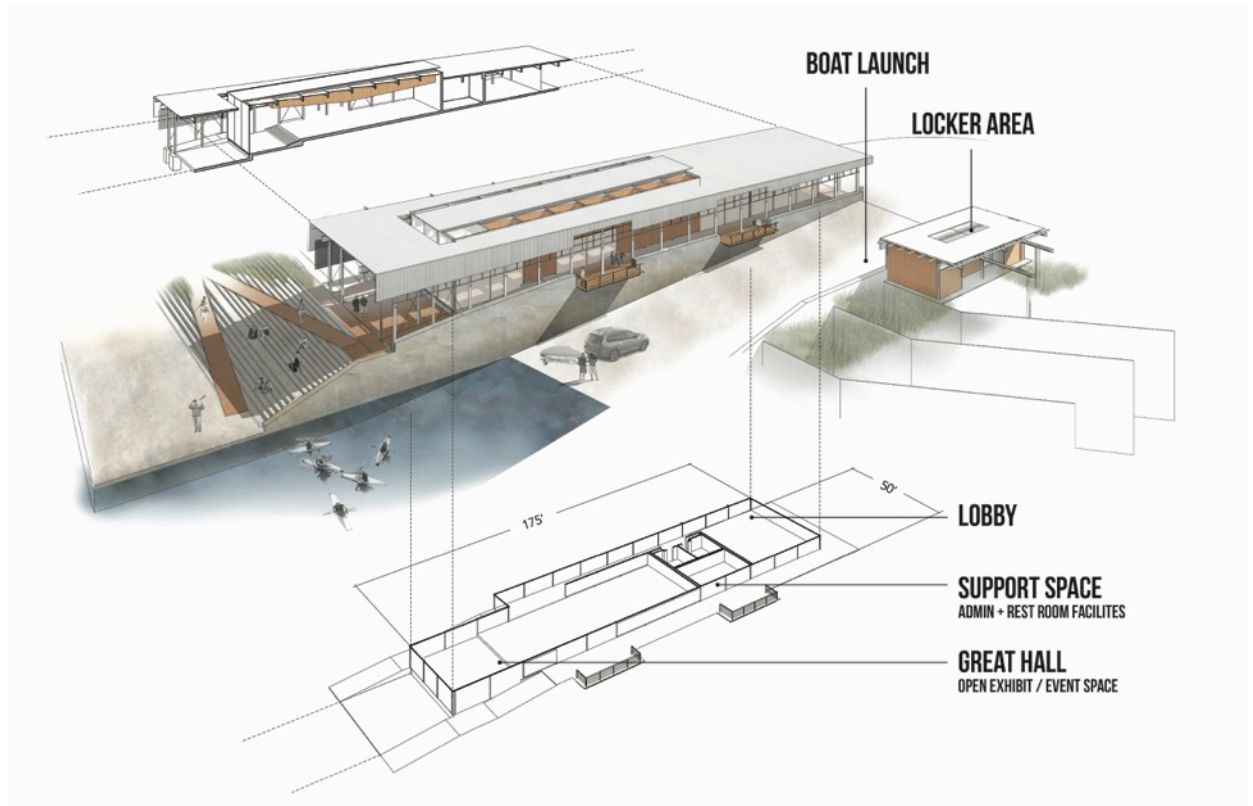 BOAT LAUNCH
LOCKER AREA
175'
50'
LOBBY
SUPPORT SPACE
ADMIN + REST ROOM FACILITES
GREAT HALL
OPEN EXHIBIT / EVENT SPACE